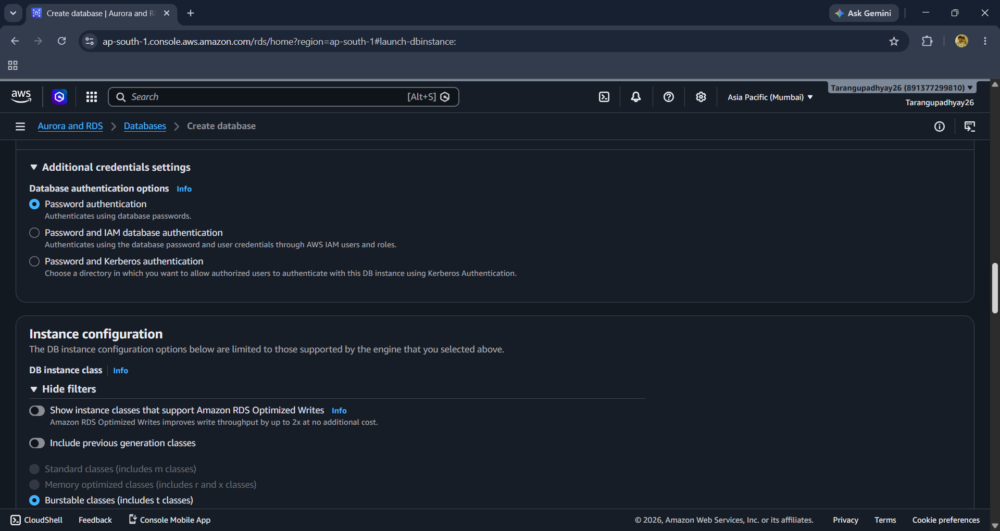 Create database | Aurora and R
Ask Gemini
ap-south-1.console.aws.amazon.com/rds/home?region=ap-south-1#launch-dbinstance:
aws
Search
[Alt+S]
Asia Pacific (Mumbai)
Tarangupadhyay26 (891377299810)
Tarangupadhyay26
Aurora and RDS
Databases
Create database
Additional credentials settings
Database authentication options Info
Password authentication
Authenticates using database passwords.
Password and IAM database authentication
Authenticates using the database password and user credentials through AWS IAM users and roles.
Password and Kerberos authentication
Choose a directory in which you want to allow authorized users to authenticate with this DB instance using Kerberos Authentication.
Instance configuration
The DB instance configuration options below are limited to those supported by the engine that you selected above.
DB instance class Info
Hide filters
Show instance classes that support Amazon RDS Optimized Writes Info
Amazon RDS Optimized Writes improves write throughput by up to 2x at no additional cost.
Include previous generation classes
Standard classes (includes m classes)
Memory optimized classes (includes r and x classes)
Burstable classes (includes t classes)
CloudShell
Feedback
Console Mobile App
© 2026, Amazon Web Services, Inc. or its affiliates.
Privacy
Terms
Cookie preferences